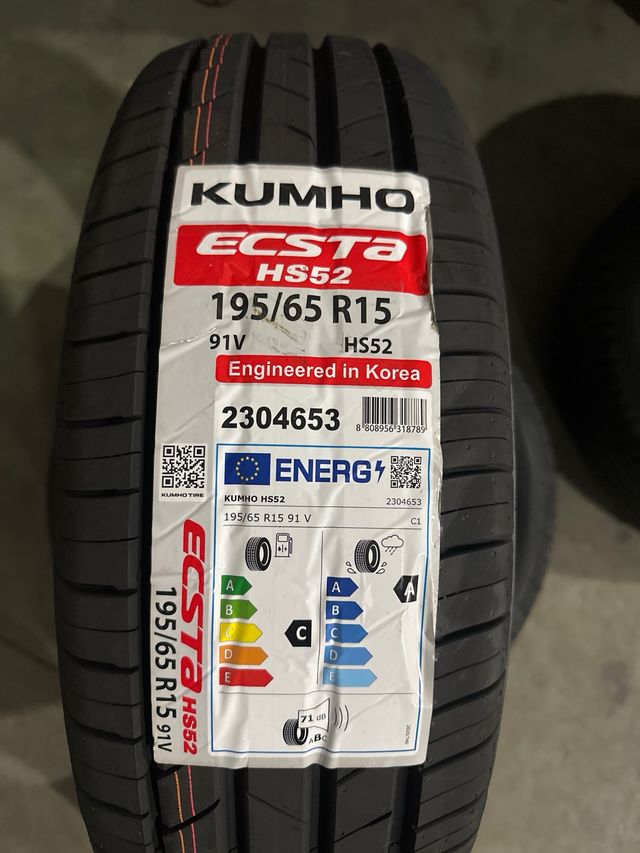 KUMHO
ECSTa
HS52
195/65 R15
91V HS52
Engineered in Korea
2304653
8 808956 318789
KUMHO TIRE
ENERG
KUMHO HS52 2304653
195/65 R15 91 V C1
A A A
B B
C C C
D D
E E
71 dB
ABC
ECSTa HS52
195/65 R15 91V